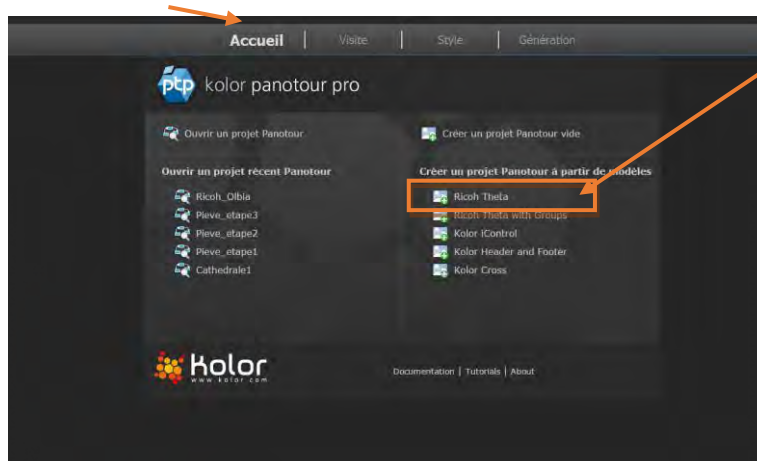 Accueil | Visite | Style | Génération
ptp kolor panotour pro
Ouvrir un projet Panotour
Créer un projet Panotour vide
Ouvrir un projet récent Panotour
Ricoh_Olbia
Pieve_etape3
Pieve_etape2
Pieve_etape1
Cathedrale1
Créer un projet Panotour à partir de modèles
Ricoh Theta
Ricoh Theta with Groups
Kolor iControl
Kolor Header and Footer
Kolor Cross
kolor
www.kolor.com
Documentation | Tutorials | About